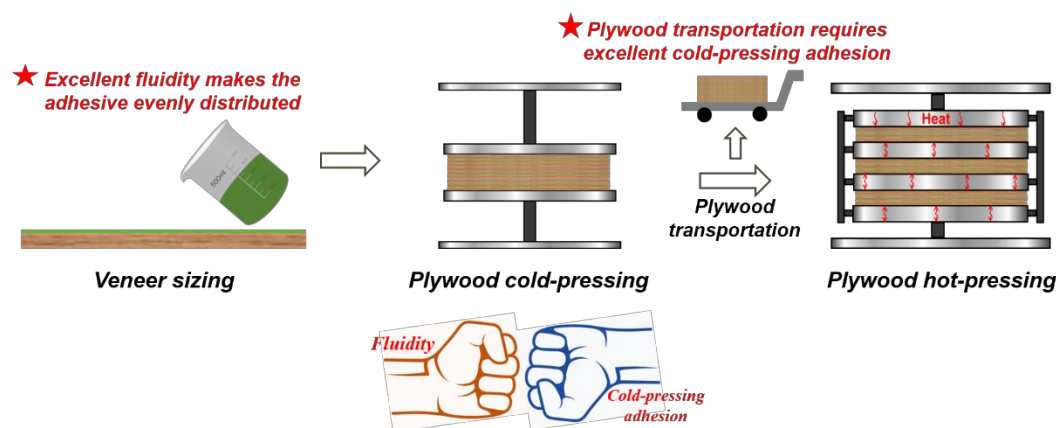 Plywood transportation requires
excellent cold-pressing adhesion
Excellent fluidity makes the
adhesive evenly distributed
500ml
Heat
Plywood
transportation
Veneer sizing
Plywood cold-pressing
Plywood hot-pressing
Fluidity
Cold-pressing
adhesion